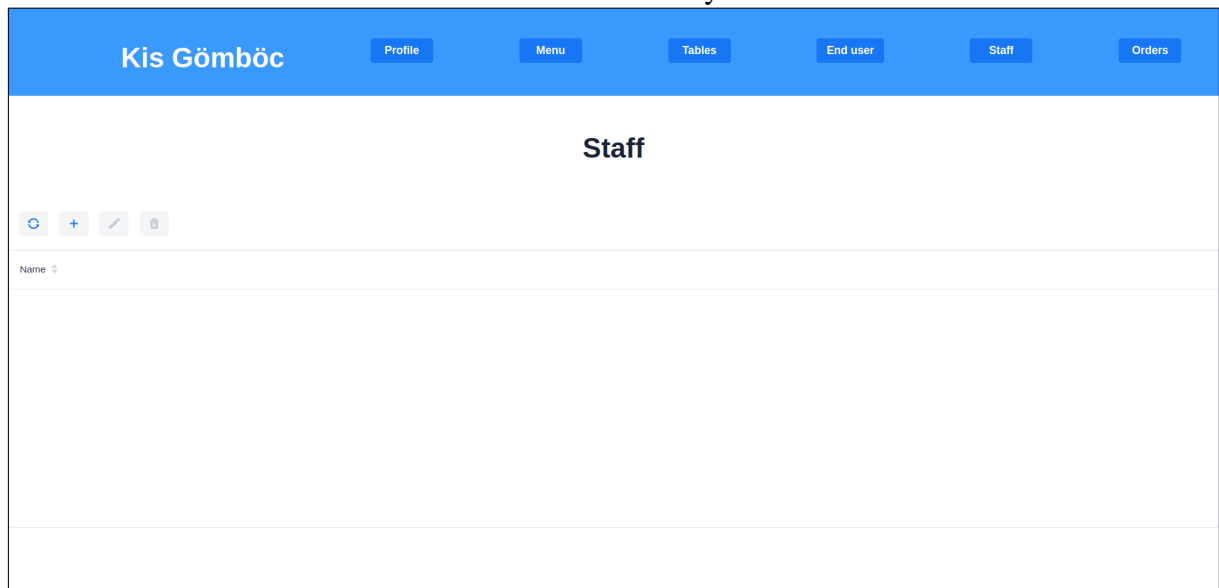 Kis Gömböc
Profile
Menu
Tables
End user
Staff
Orders
Staff
Name